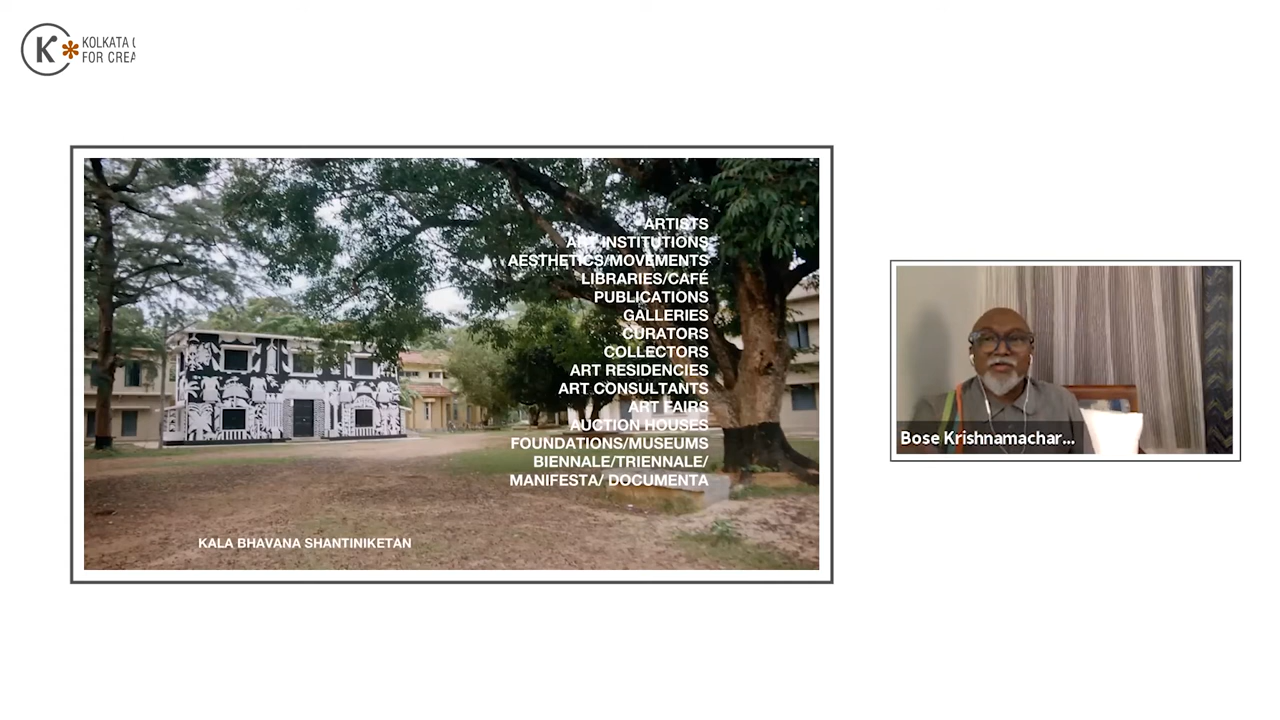 K
KOLKATA
FOR CREA
ARTISTS
ART INSTITUTIONS
AESTHETICS/MOVEMENTS
LIBRARIES/CAFÉ
PUBLICATIONS
GALLERIES
CURATORS
COLLECTORS
ART RESIDENCIES
ART CONSULTANTS
ART FAIRS
AUCTION HOUSES
FOUNDATIONS/MUSEUMS
BIENNALE/TRIENNALE/
MANIFESTA/ DOCUMENTA
KALA BHAVANA SHANTINIKETAN
Bose Krishnamachar...